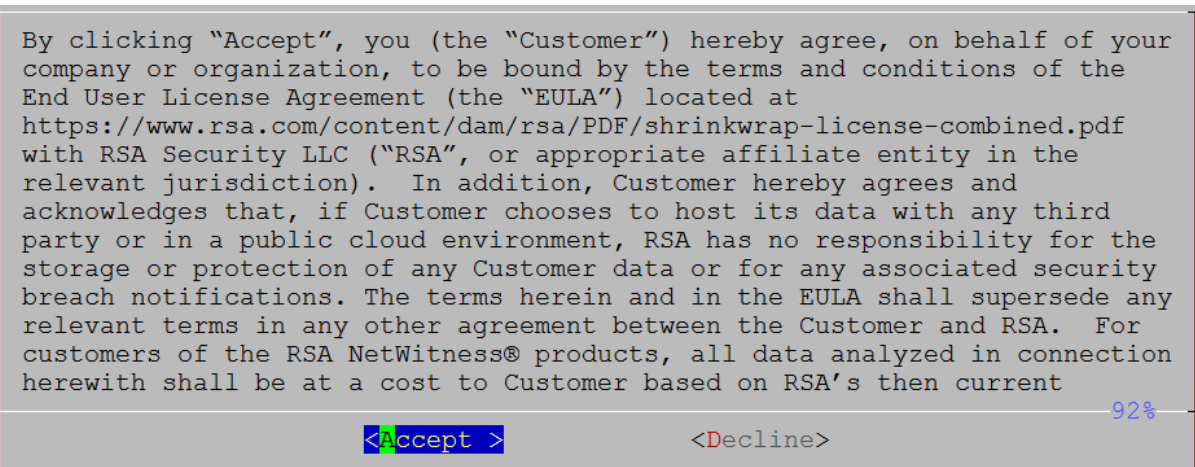 By clicking “Accept”, you (the “Customer”) hereby agree, on behalf of your
company or organization, to be bound by the terms and conditions of the
End User License Agreement (the “EULA”) located at
https://www.rsa.com/content/dam/rsa/PDF/shrinkwrap-license-combined.pdf
with RSA Security LLC (“RSA”, or appropriate affiliate entity in the
relevant jurisdiction).  In addition, Customer hereby agrees and
acknowledges that, if Customer chooses to host its data with any third
party or in a public cloud environment, RSA has no responsibility for the
storage or protection of any Customer data or for any associated security
breach notifications. The terms herein and in the EULA shall supersede any
relevant terms in any other agreement between the Customer and RSA.  For
customers of the RSA NetWitness® products, all data analyzed in connection
herewith shall be at a cost to Customer based on RSA’s then current
92%
<Accept > <Decline>